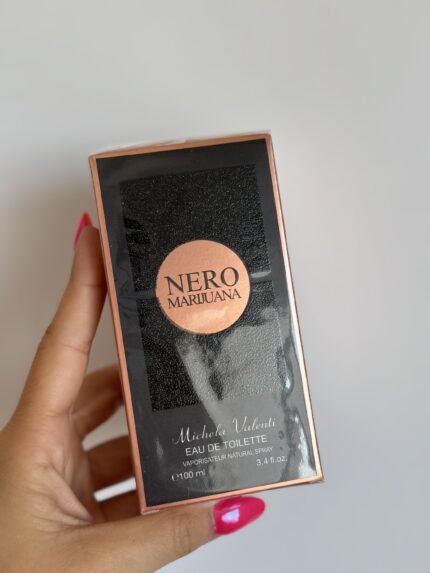 NERO
MARIJUANA
Michela Valenti
EAU DE TOILETTE
VAPORISATEUR NATURAL SPRAY
℮100 ml 3,4 fl.oz.